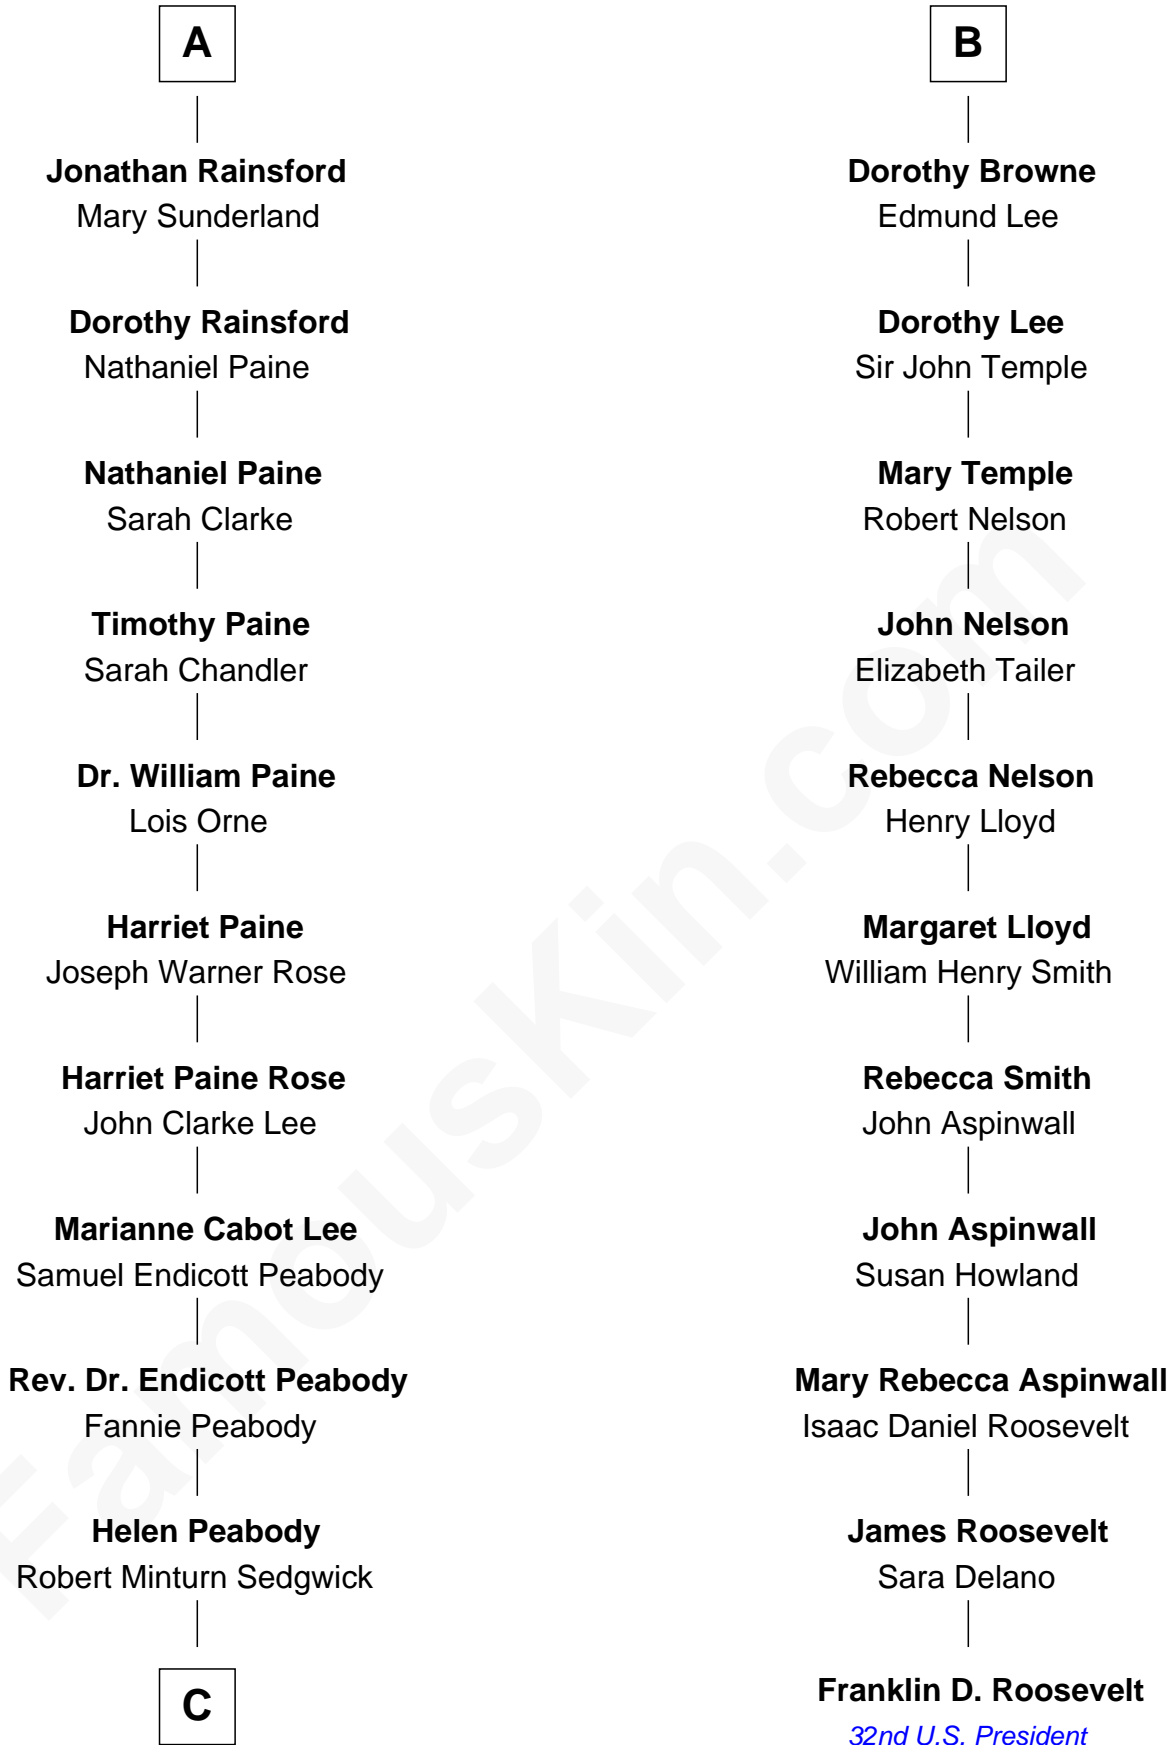 A
Jonathan Rainsford
Mary Sunderland
Dorothy Rainsford
Nathaniel Paine
Nathaniel Paine
Sarah Clarke
Timothy Paine
Sarah Chandler
Dr. William Paine
Lois Orne
Harriet Paine
Joseph Warner Rose
Harriet Paine Rose
John Clarke Lee
Marianne Cabot Lee
Samuel Endicott Peabody
Rev. Dr. Endicott Peabody
Fannie Peabody
Helen Peabody
Robert Minturn Sedgwick
C
B
Dorothy Browne
Edmund Lee
Dorothy Lee
Sir John Temple
Mary Temple
Robert Nelson
John Nelson
Elizabeth Tailer
Rebecca Nelson
Henry Lloyd
Margaret Lloyd
William Henry Smith
Rebecca Smith
John Aspinwall
John Aspinwall
Susan Howland
Mary Rebecca Aspinwall
Isaac Daniel Roosevelt
James Roosevelt
Sara Delano
Franklin D. Roosevelt
32nd U.S. President
FamousKin.com